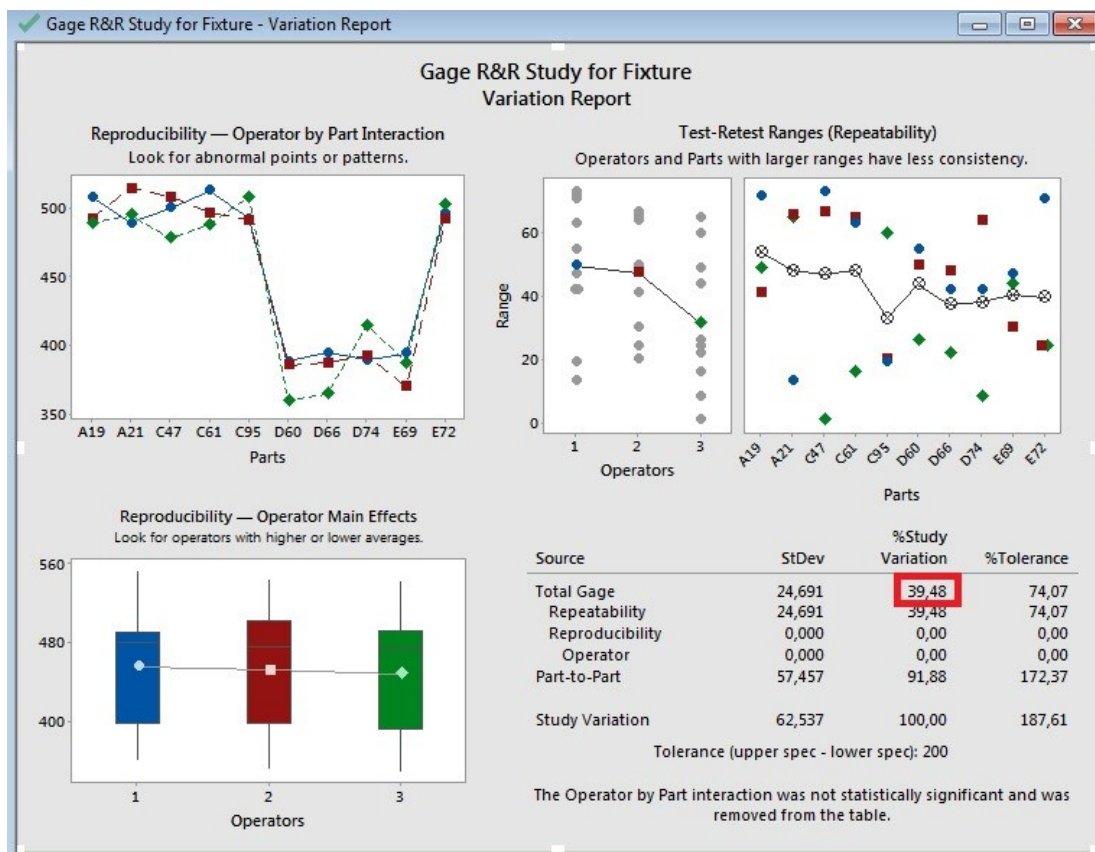 Gage R&R Study for Fixture - Variation Report
Gage R&R Study for Fixture
Variation Report
Reproducibility — Operator by Part Interaction
Look for abnormal points or patterns.
500
450
400
350
A19 A21 C47 C61 C95 D60 D66 D74 E69 E72
Parts
Test-Retest Ranges (Repeatability)
Operators and Parts with larger ranges have less consistency.
Range
60
40
20
0
1 2 3
Operators
A19 A21 C47 C61 C95 D60 D66 D74 E69 E72
Parts
Reproducibility — Operator Main Effects
Look for operators with higher or lower averages.
560
480
400
1 2 3
Operators
%Study
Source StDev Variation %Tolerance
Total Gage 24,691 39,48 74,07
Repeatability 24,691 39,48 74,07
Reproducibility 0,000 0,00 0,00
Operator 0,000 0,00 0,00
Part-to-Part 57,457 91,88 172,37
Study Variation 62,537 100,00 187,61
Tolerance (upper spec - lower spec): 200
The Operator by Part interaction was not statistically significant and was
removed from the table.